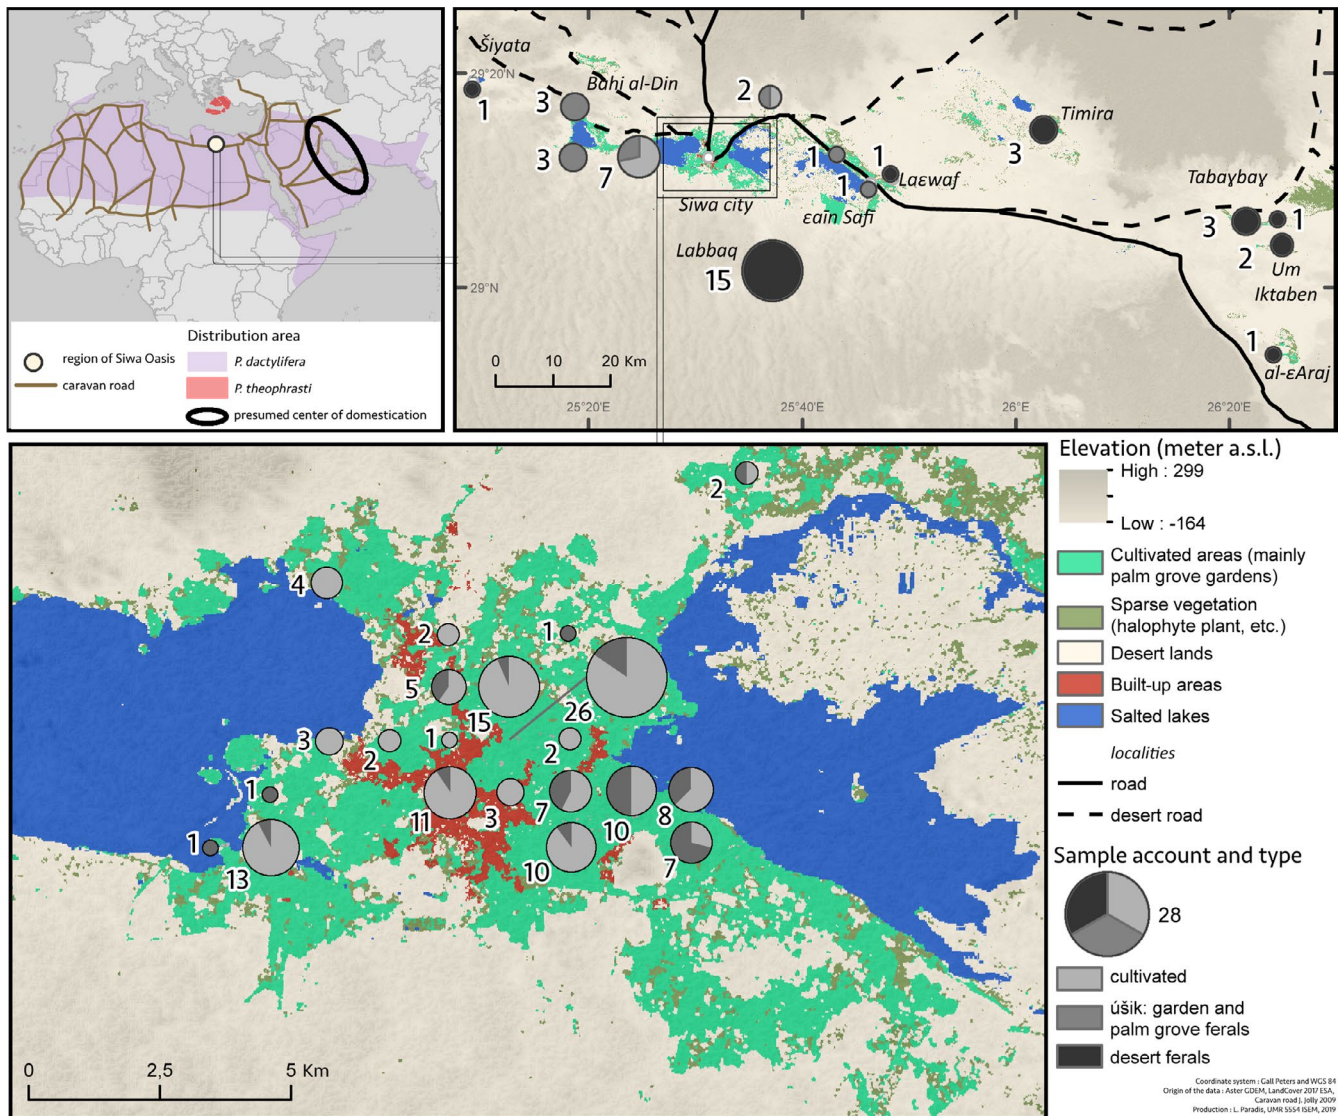 Distribution area
region of Siwa Oasis
P. dactylifera
caravan road
P. theophrasti
presumed center of domestication
Šiyata
29°20'N
Bahi al-Din
1
3
2
Timira
3
3
7
1
1
1
Laɛwaf
Siwa city
ɛain Safi
Tabaɣbaɣ
3
1
2
Um
Iktaben
Labbaq
15
29°N
1
al-ɛAraj
0
10
20 Km
25°20'E
25°40'E
26°E
26°20'E
2
4
2
1
5
15
26
3
2
1
2
1
11
3
7
10
8
1
13
10
7
0
2,5
5 Km
Elevation (meter a.s.l.)
High : 299
Low : -164
Cultivated areas (mainly
palm grove gardens)
Sparse vegetation
(halophyte plant, etc.)
Desert lands
Built-up areas
Salted lakes
localities
road
desert road
Sample account and type
28
cultivated
úšik: garden and
palm grove ferals
desert ferals
Coordinate system : Gall Peters and WGS 84
Origin of the data : Aster GDEM, LandCover 2017 ESA,
Caravan road J. Jolly 2009
Production : L. Paradis, UMR 5554 ISEM, 2019